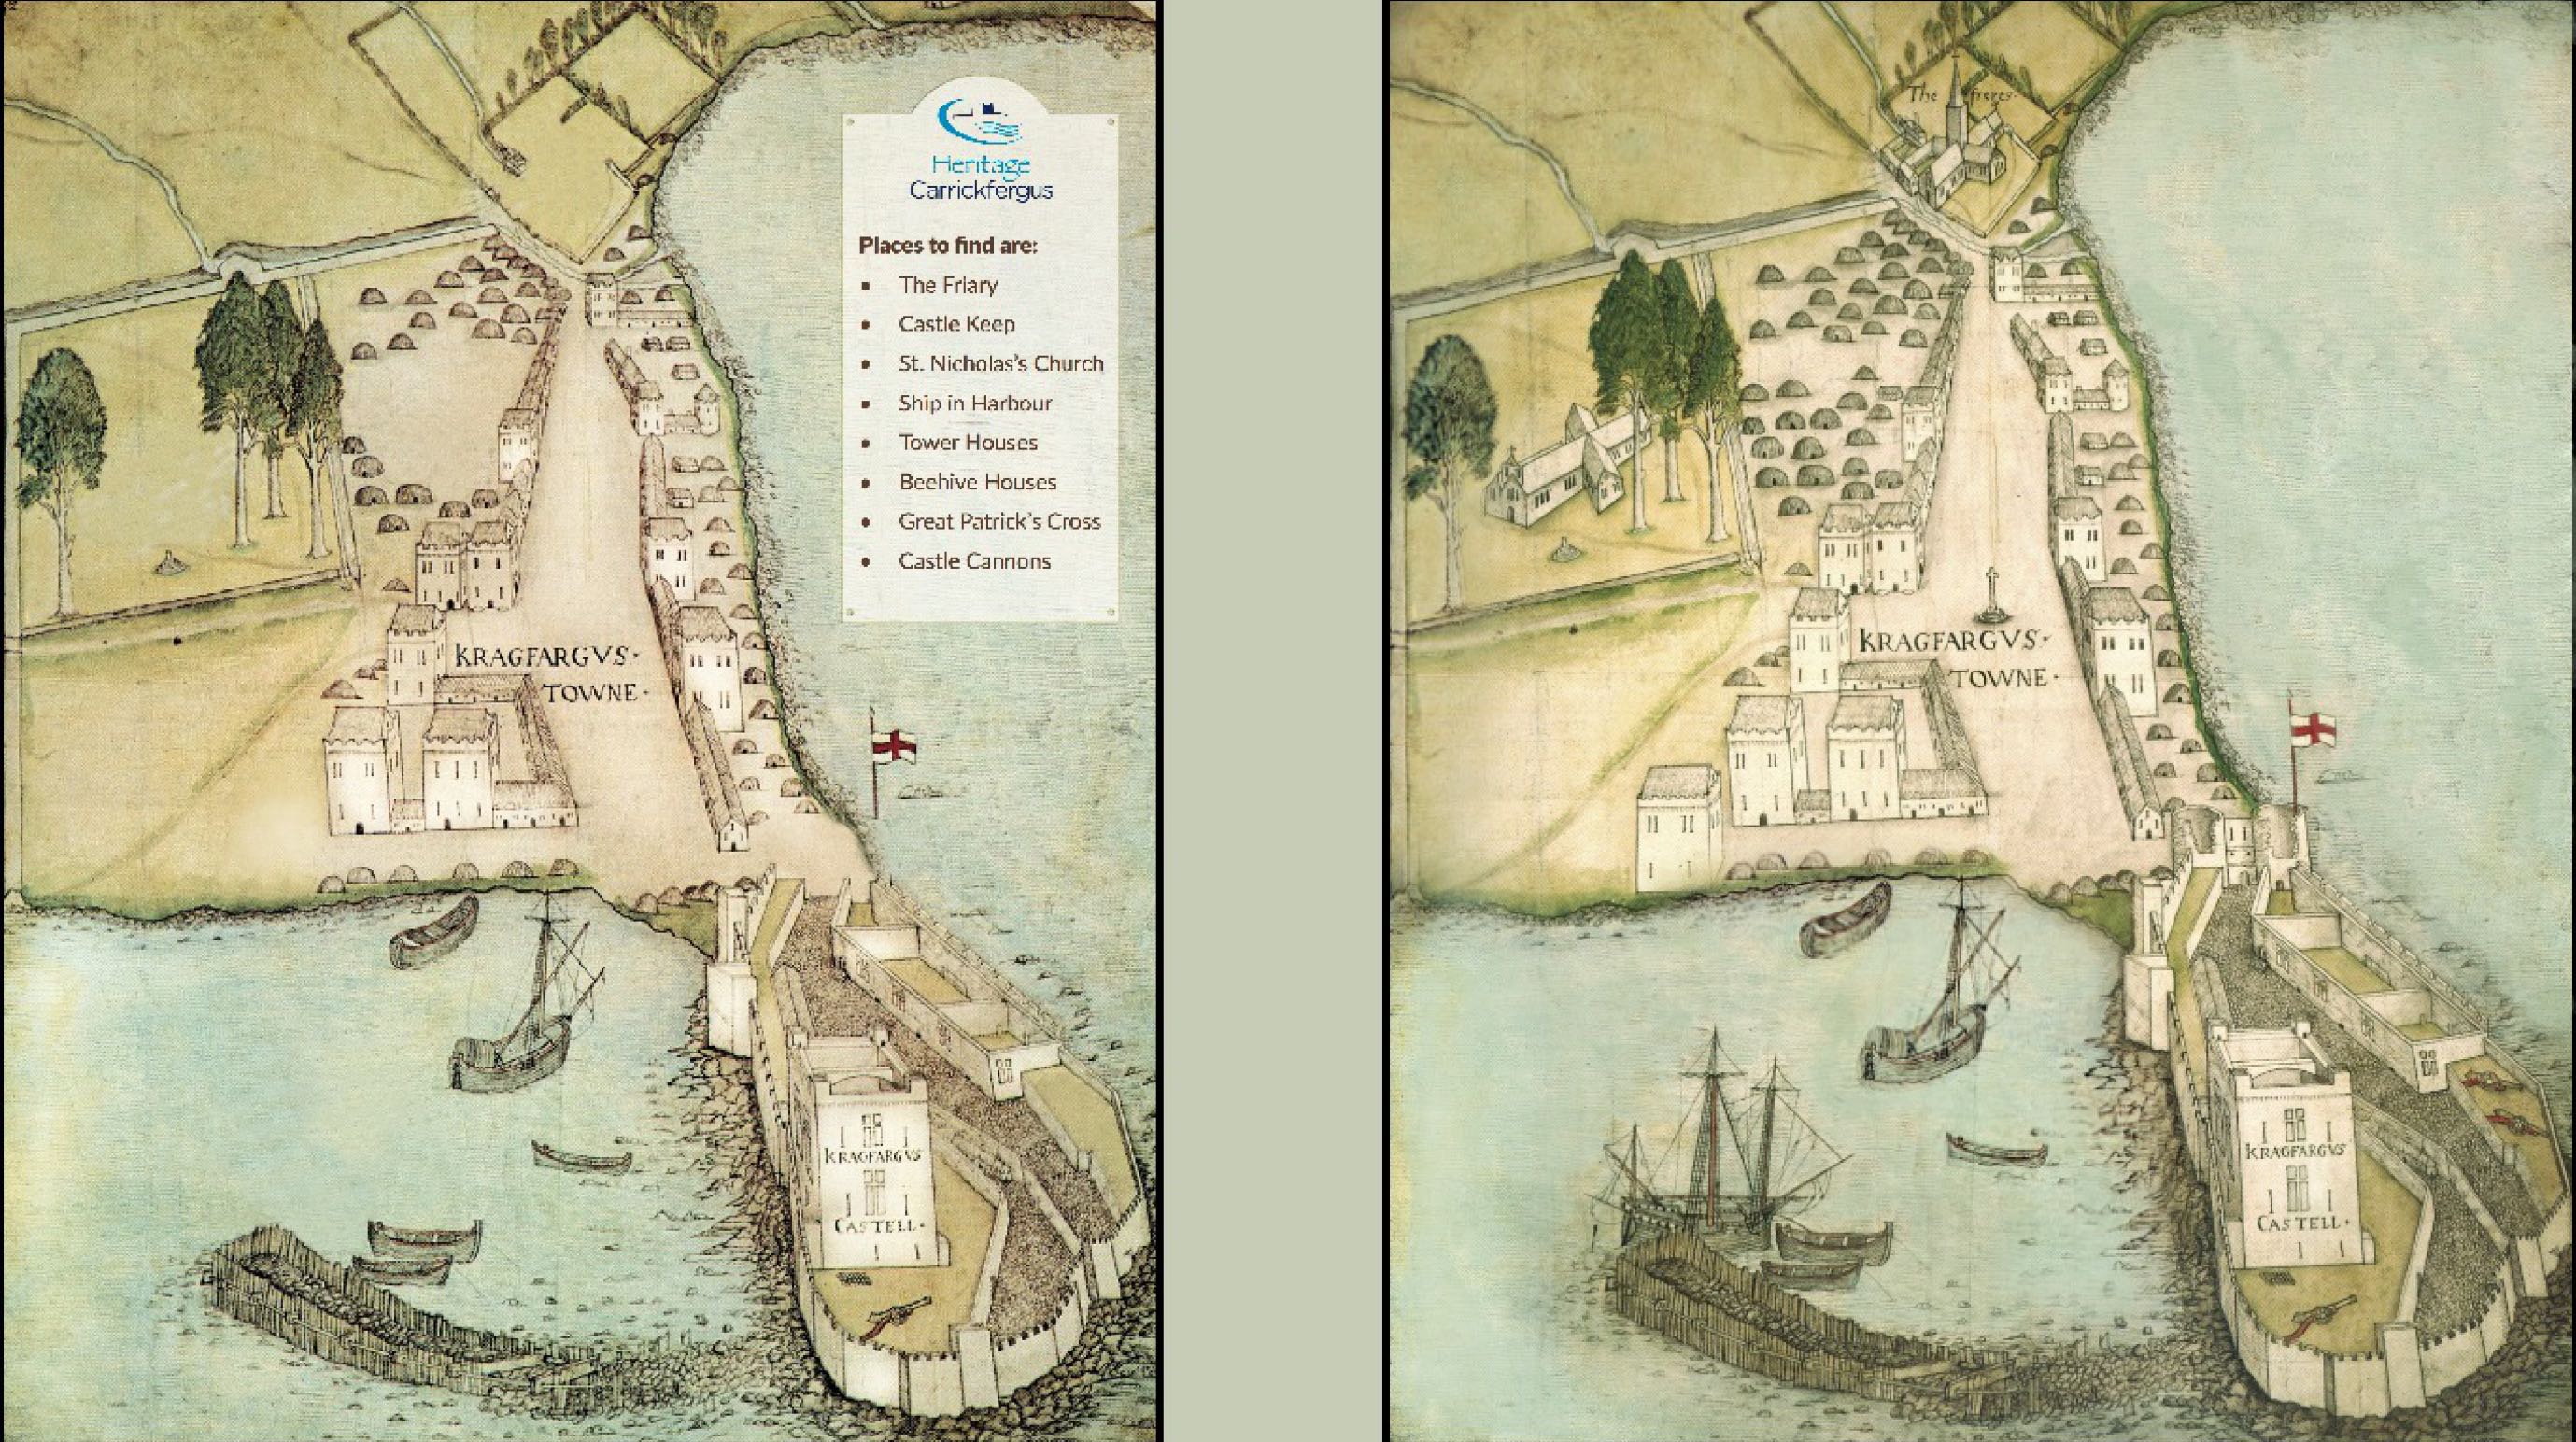 Heritage
Carrickfergus
Places to find are:
• The Friary
• Castle Keep
• St. Nicholas's Church
• Ship in Harbour
• Tower Houses
• Beehive Houses
• Great Patrick's Cross
• Castle Cannons
KRAGFARGVS·
TOWNE·
KRAGFARGVS
CASTELL·
The freres·
KRAGFARGVS·
TOWNE·
KRAGFARGVS
CASTELL·